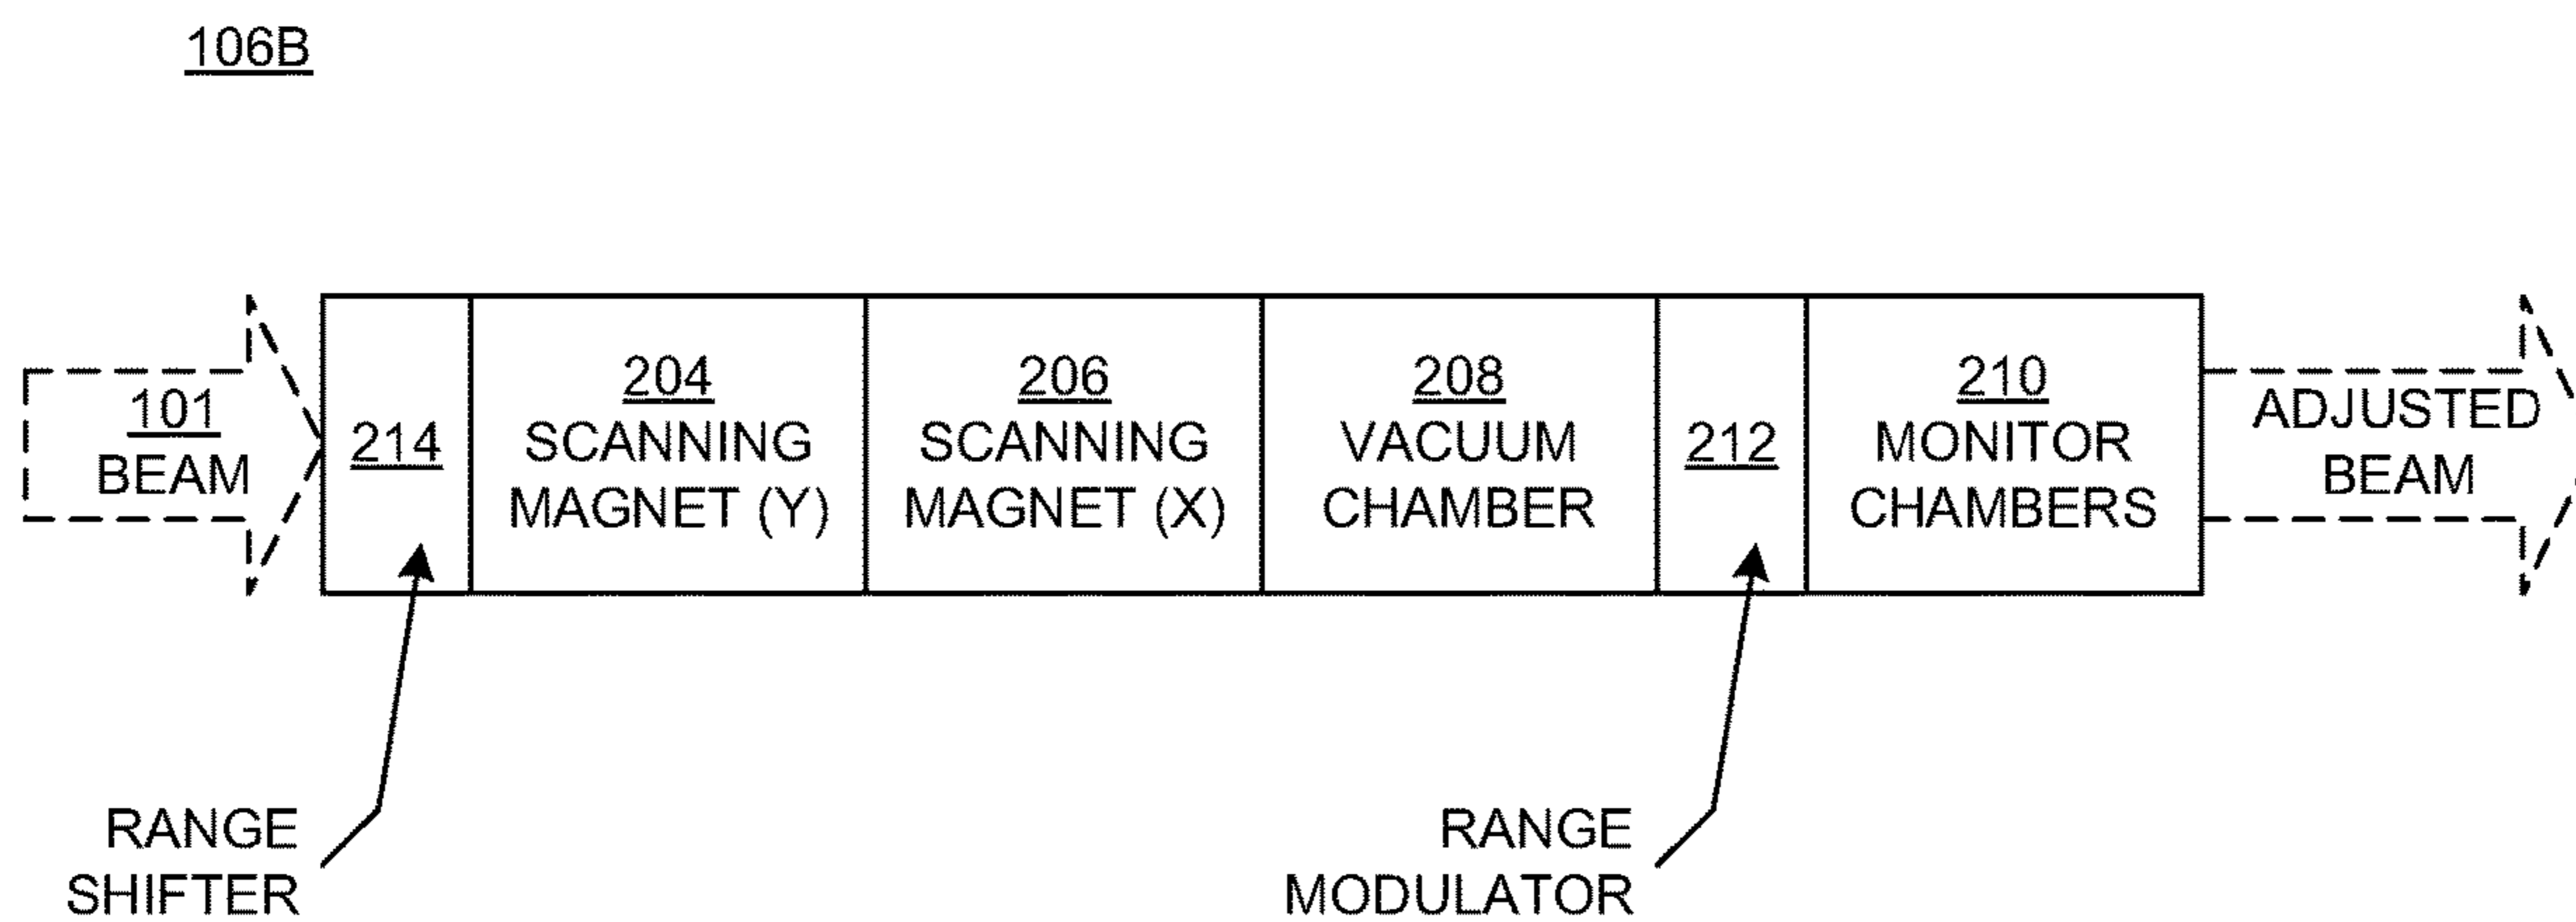 106B
101
BEAM
214
204
SCANNING
MAGNET (Y)
206
SCANNING
MAGNET (X)
208
VACUUM
CHAMBER
212
210
MONITOR
CHAMBERS
ADJUSTED
BEAM
RANGE
SHIFTER
RANGE
MODULATOR